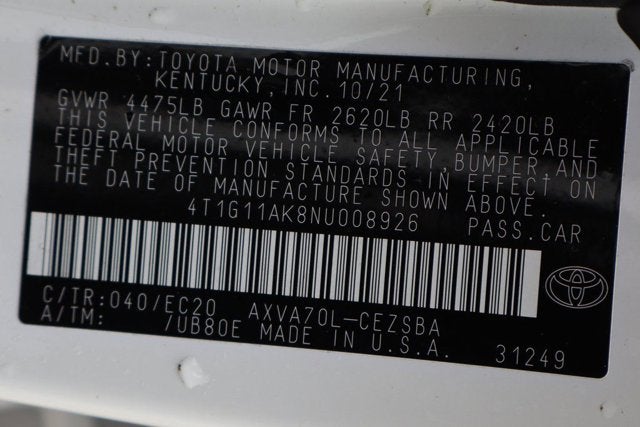 MFD.BY:TOYOTA MOTOR MANUFACTURING,
KENTUCKY, INC. 10/21
GVWR 4475LB GAWR FR 2620LB RR 2420LB
THIS VEHICLE CONFORMS TO ALL APPLICABLE
FEDERAL MOTOR VEHICLE SAFETY, BUMPER AND
THEFT PREVENTION STANDARDS IN EFFECT ON
THE DATE OF MANUFACTURE SHOWN ABOVE.
4T1G11AK8NU008926 PASS.CAR
C/TR:040/EC20 AXVA70L-CEZSBA
A/TM: /UB80E MADE IN U.S.A. 31249